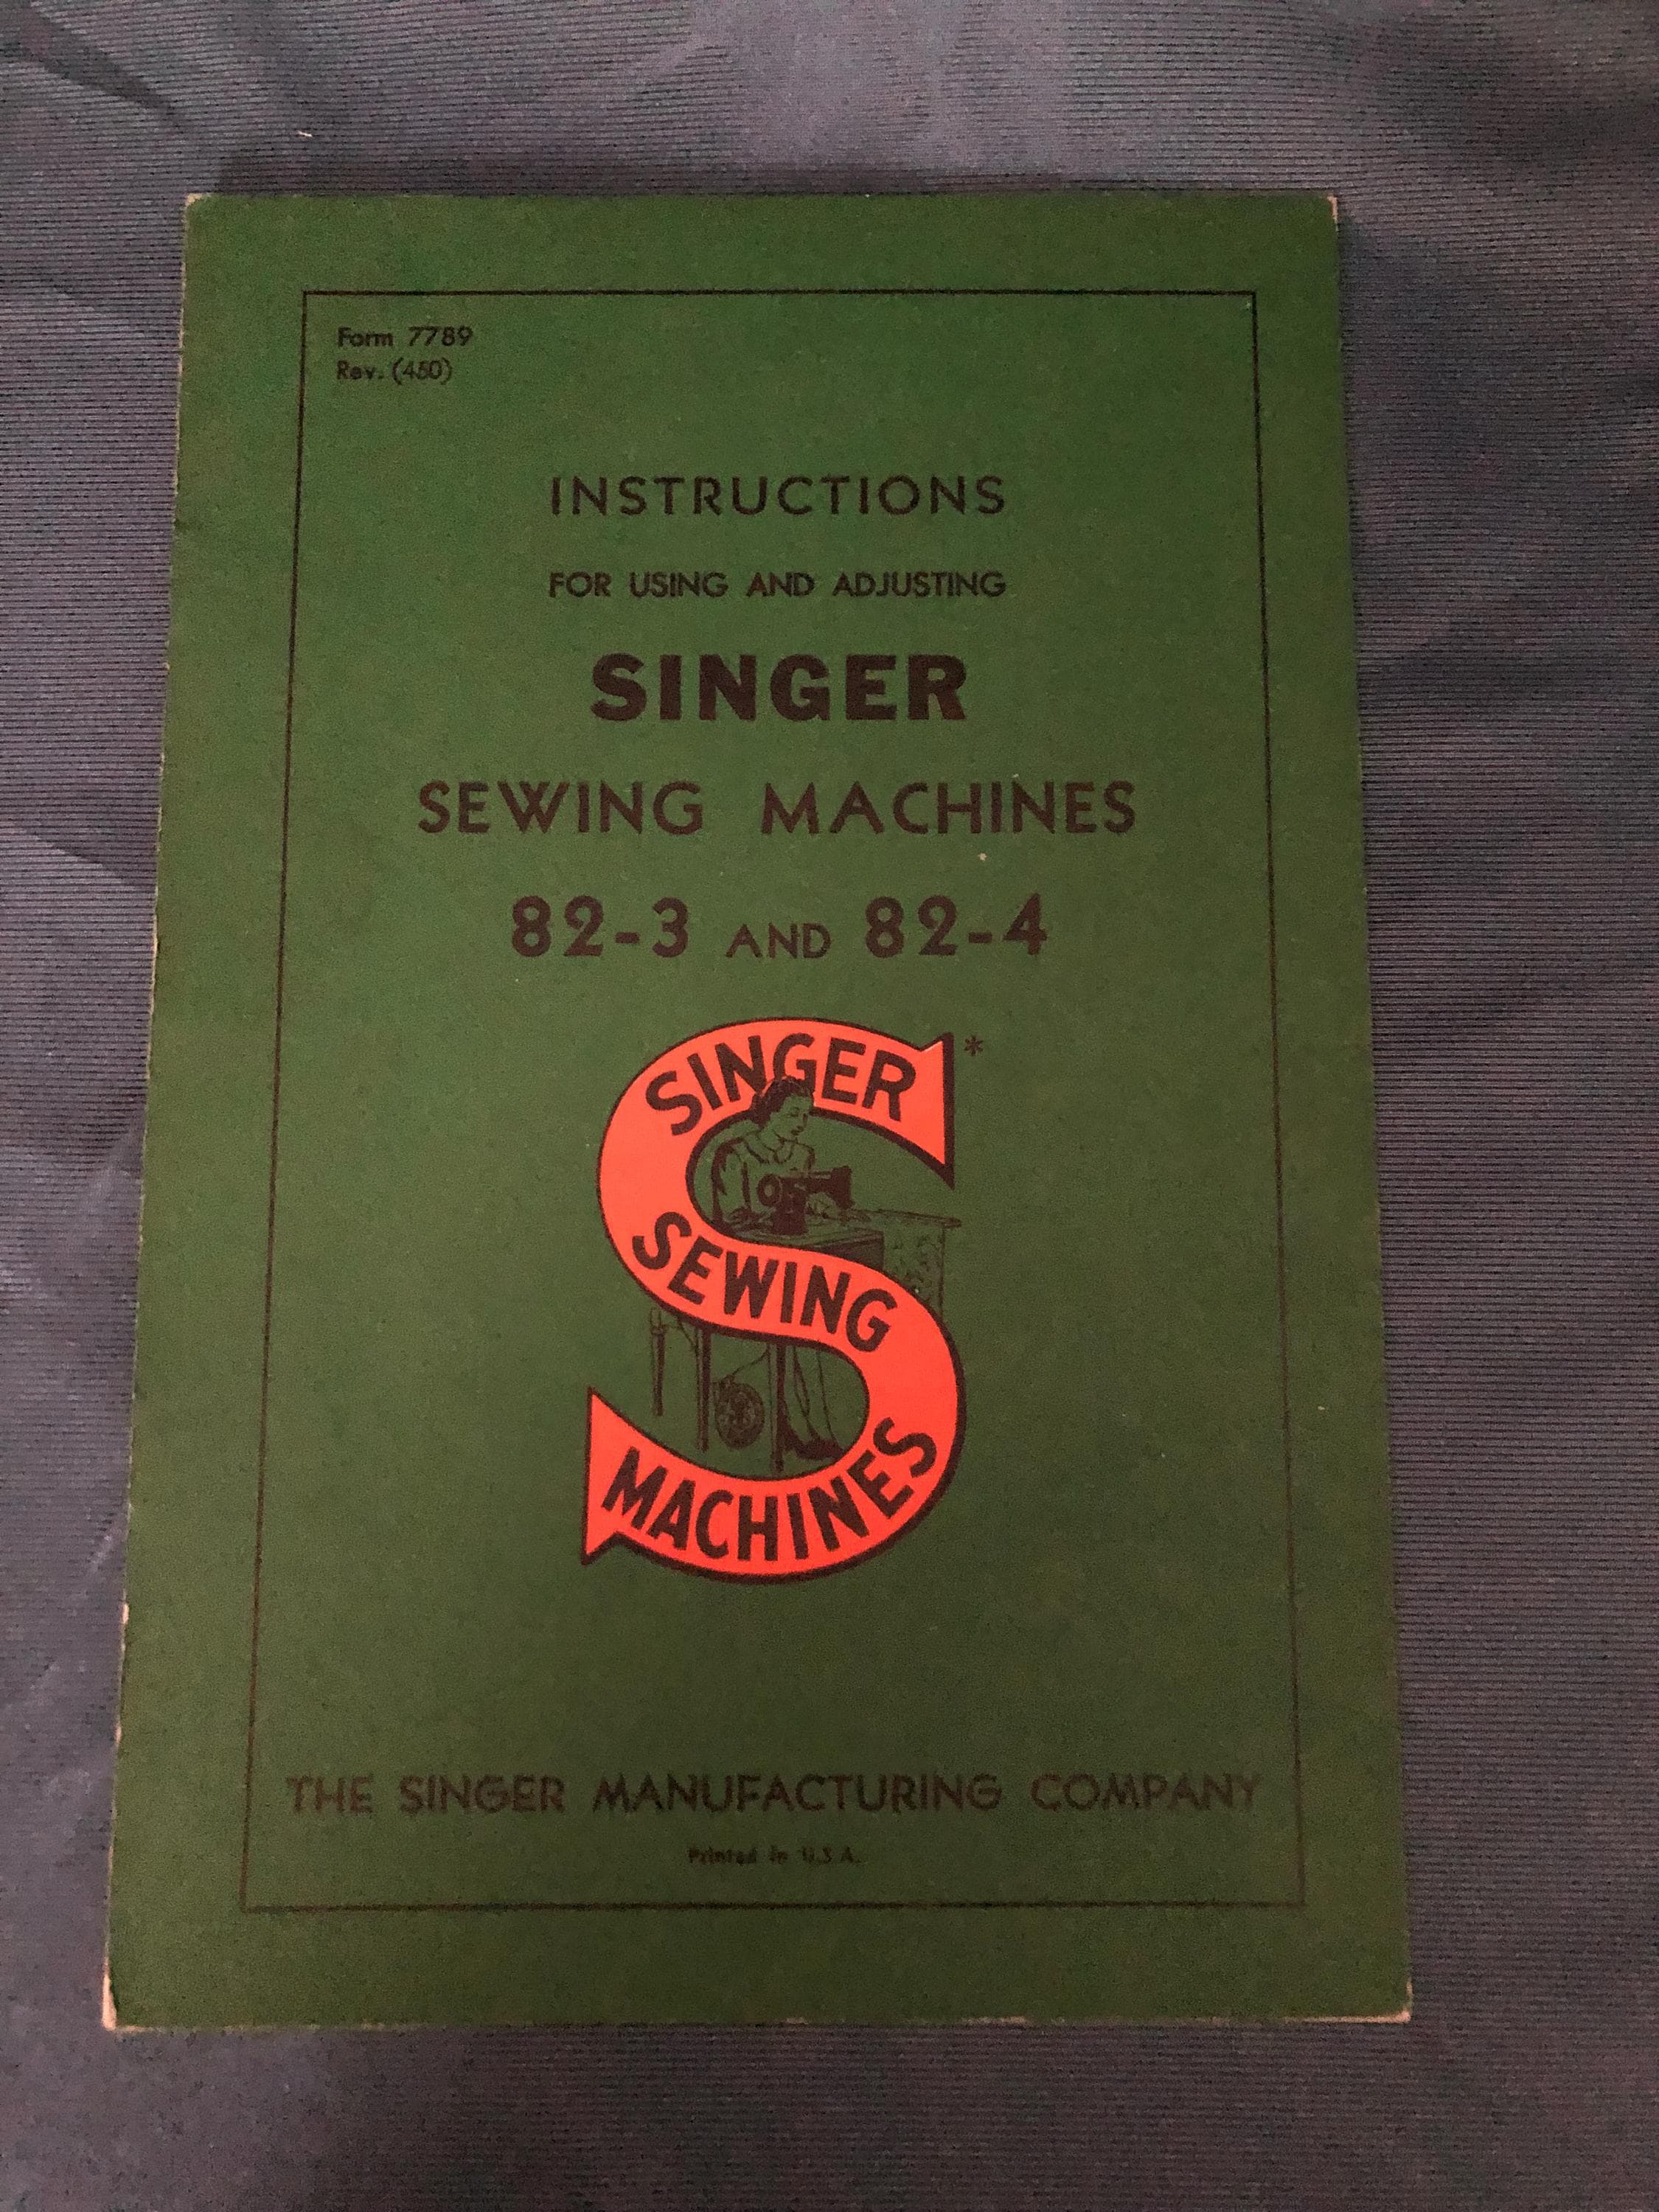 Form 7789
Rev. (450)
INSTRUCTIONS
FOR USING AND ADJUSTING
SINGER
SEWING MACHINES
82-3 AND 82-4
SINGER *
SEWING
MACHINES
THE SINGER MANUFACTURING COMPANY
Printed in U.S.A.